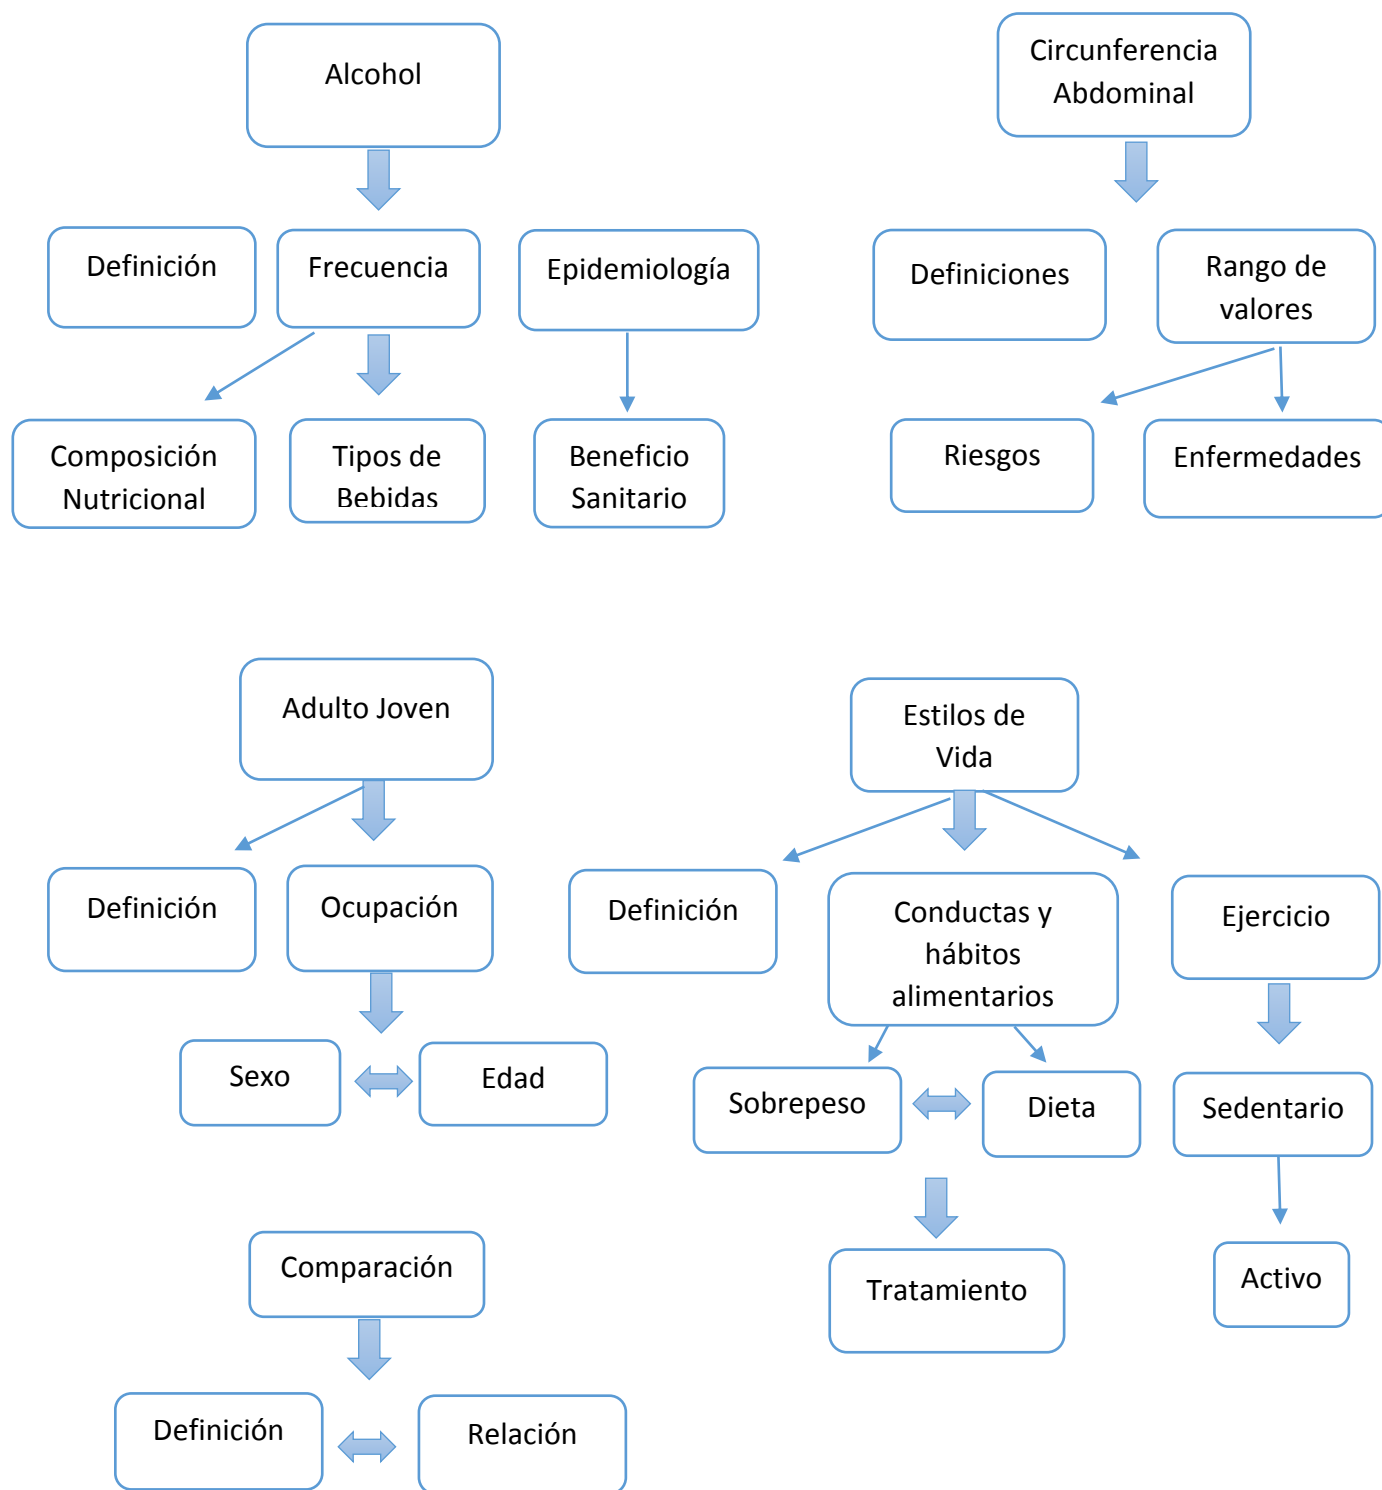 Alcohol
Circunferencia
Abdominal
Definición
Frecuencia
Epidemiología
Definiciones
Rango de
valores
Composición
Nutricional
Tipos de
Bebidas
Beneficio
Sanitario
Riesgos
Enfermedades
Adulto Joven
Estilos de
Vida
Definición
Ocupación
Definición
Conductas y
hábitos
alimentarios
Ejercicio
Sexo
Edad
Sobrepeso
Dieta
Sedentario
Comparación
Tratamiento
Activo
Definición
Relación